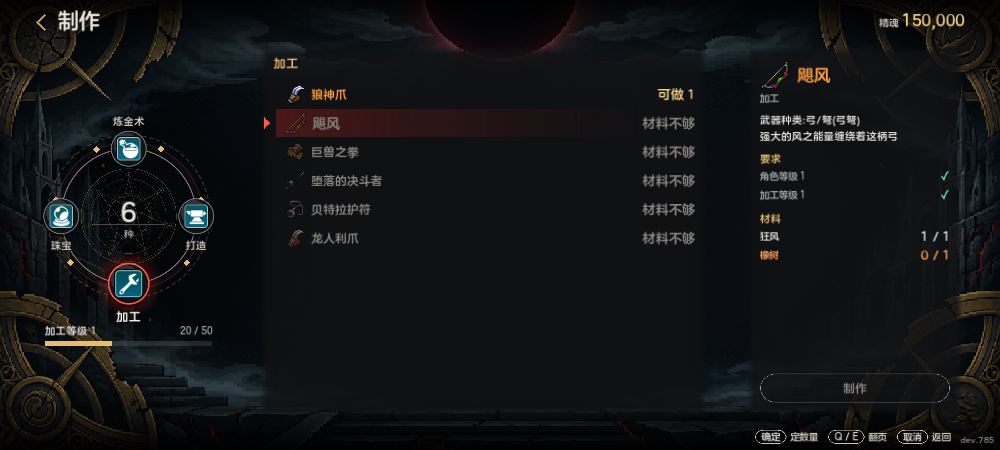 制作
精魂 150,000
炼金术
6
种
珠宝
打造
加工
加工等级 1
20 / 50
加工
狼神爪 可做 1
飓风 材料不够
巨兽之拳 材料不够
堕落的决斗者 材料不够
贝特拉护符 材料不够
龙人利爪 材料不够
飓风
加工
武器种类:弓/弩(弓弩)
强大的风之能量缠绕着这柄弓
要求
角色等级 1
加工等级 1
材料
狂风 1 / 1
橡树 0 / 1
制作
确定 定数量 Q / E 翻页 取消 返回
dev.785